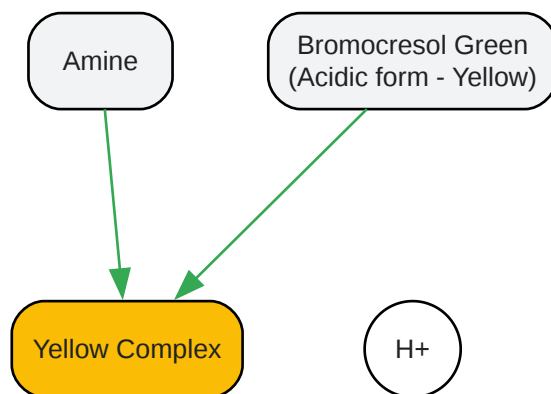 Amine
Bromocresol Green
(Acidic form - Yellow)
Yellow Complex
H+